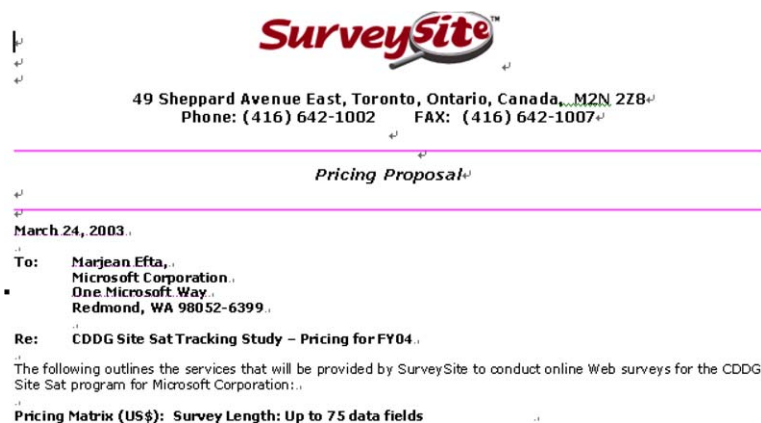 SurveySite™
49 Sheppard Avenue East, Toronto, Ontario, Canada, M2N 2Z8
Phone: (416) 642-1002 FAX: (416) 642-1007
Pricing Proposal
March 24, 2003
To: Marjean Efta,
Microsoft Corporation
One Microsoft Way
Redmond, WA 98052-6399
Re: CDDG Site Sat Tracking Study – Pricing for FY04
The following outlines the services that will be provided by SurveySite to conduct online Web surveys for the CDDG
Site Sat program for Microsoft Corporation:
Pricing Matrix (US$): Survey Length: Up to 75 data fields